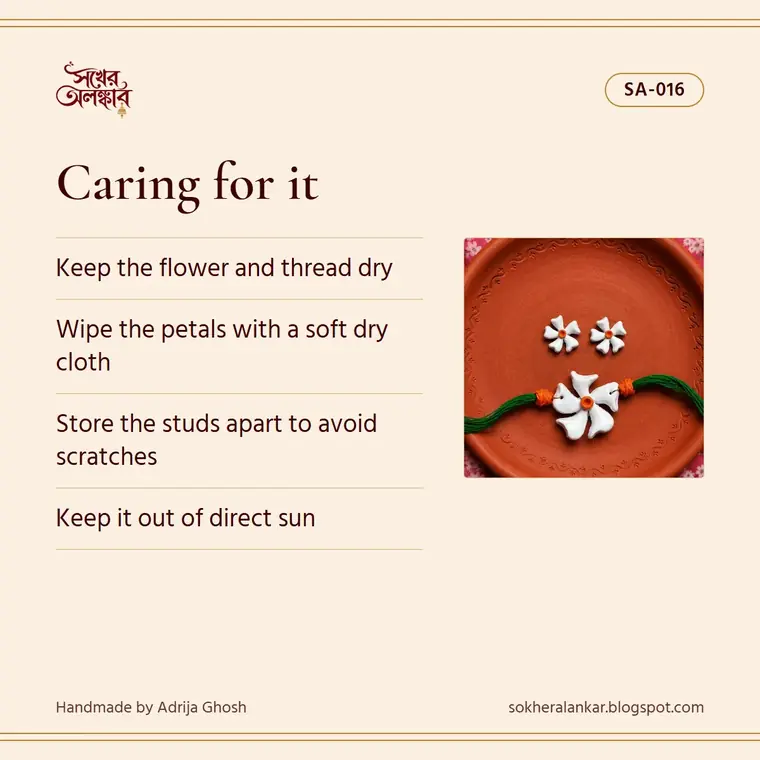 সখের
অলঙ্কার
SA-016
Caring for it
Keep the flower and thread dry
Wipe the petals with a soft dry
cloth
Store the studs apart to avoid
scratches
Keep it out of direct sun
Handmade by Adrija Ghosh
sokheralankar.blogspot.com